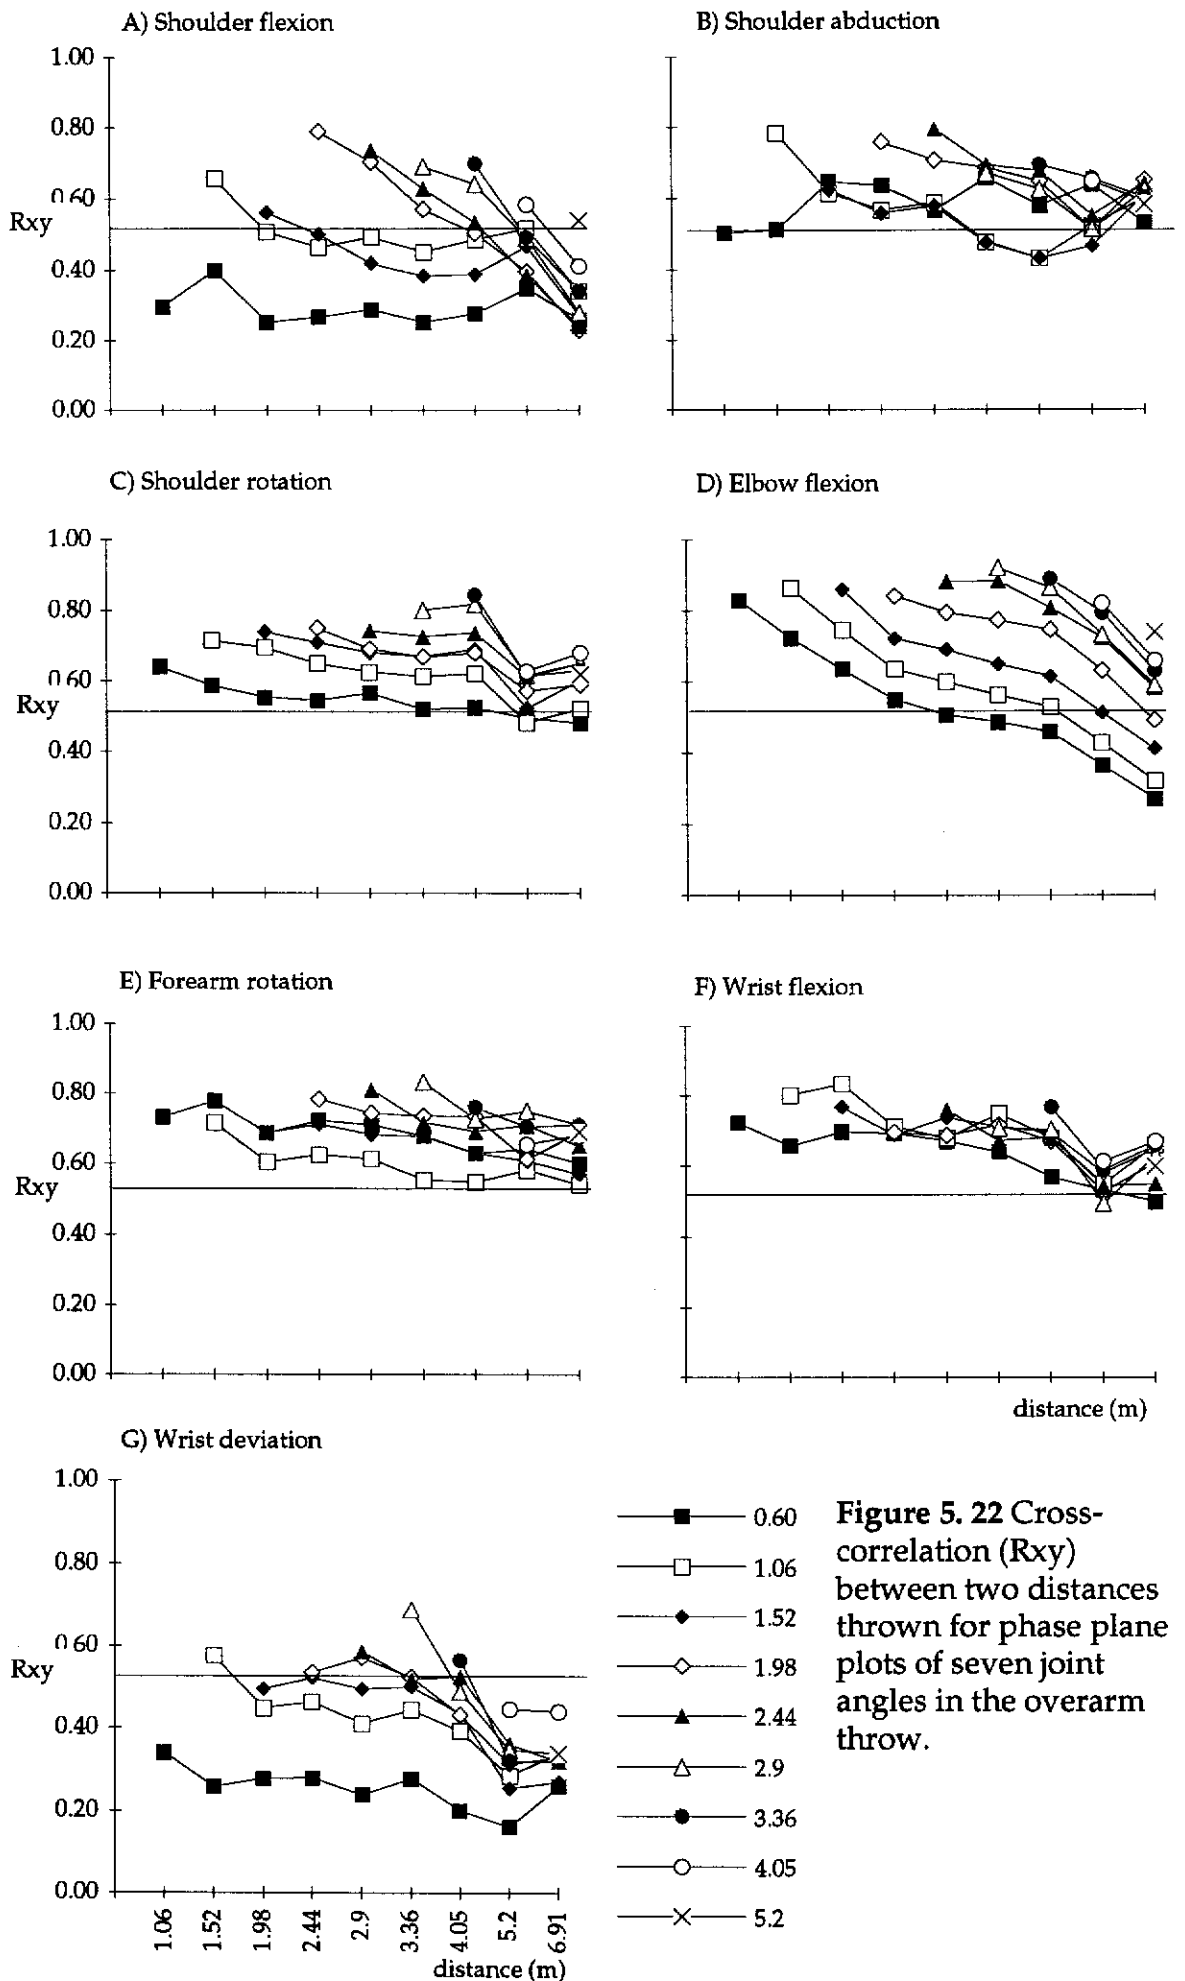 A) Shoulder flexion
B) Shoulder abduction
1.00
0.80
0.60
Rxy
0.40
0.20
0.00
C) Shoulder rotation
D) Elbow flexion
1.00
0.80
0.60
Rxy
0.40
0.20
0.00
E) Forearm rotation
F) Wrist flexion
1.00
0.80
0.60
Rxy
0.40
0.20
0.00
distance (m)
G) Wrist deviation
1.00
0.80
0.60
Rxy
0.40
0.20
0.00
1.06
1.52
1.98
2.44
2.9
3.36
4.05
5.2
6.91
distance (m)
0.60
1.06
1.52
1.98
2.44
2.9
3.36
4.05
5.2
Figure 5. 22 Cross-
correlation (Rxy)
between two distances
thrown for phase plane
plots of seven joint
angles in the overarm
throw.